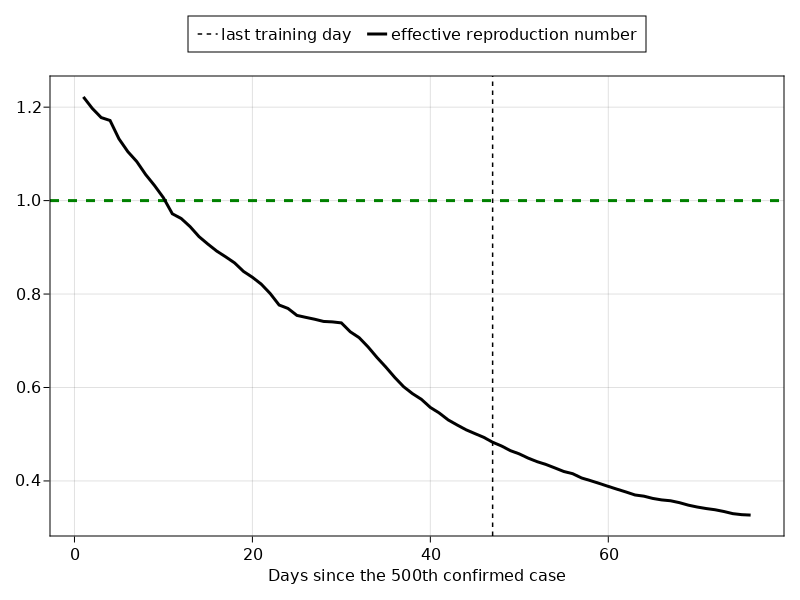 last training day effective reproduction number
1.2
1.0
0.8
0.6
0.4
0 20 40 60
Days since the 500th confirmed case